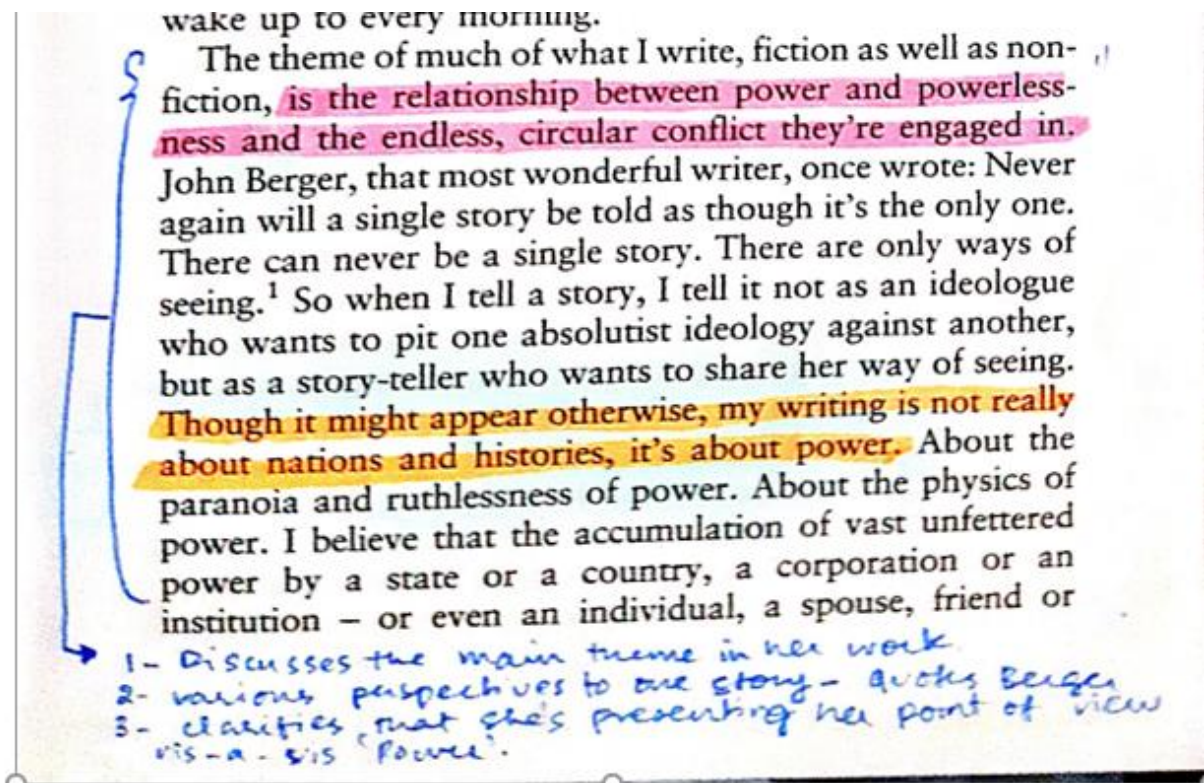 wake up to every morning.
The theme of much of what I write, fiction as well as non-
fiction, is the relationship between power and powerless-
ness and the endless, circular conflict they're engaged in.
John Berger, that most wonderful writer, once wrote: Never
again will a single story be told as though it's the only one.
There can never be a single story. There are only ways of
seeing.¹ So when I tell a story, I tell it not as an ideologue
who wants to pit one absolutist ideology against another,
but as a story-teller who wants to share her way of seeing.
Though it might appear otherwise, my writing is not really
about nations and histories, it's about power. About the
paranoia and ruthlessness of power. About the physics of
power. I believe that the accumulation of vast unfettered
power by a state or a country, a corporation or an
institution – or even an individual, a spouse, friend or
1- Discusses the main theme in her work
2- various perspectives to one story - quotes Berger
3- clarifies that she's presenting her point of view
vis-a-vis 'Power'.